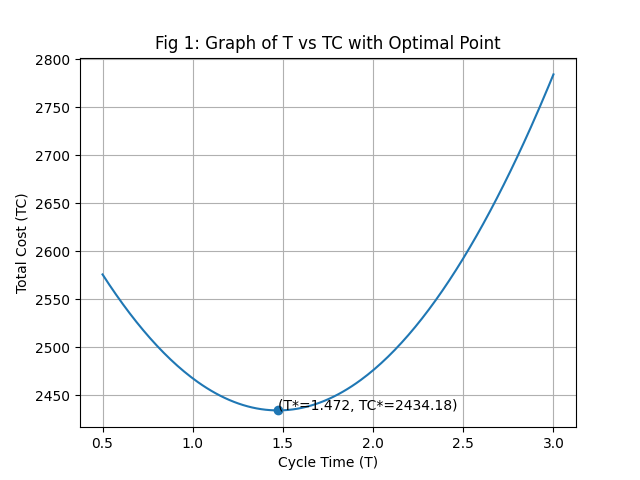 Fig 1: Graph of T vs TC with Optimal Point
2800
2750
2700
2650
2600
2550
2500
2450
Total Cost (TC)
(T*=1.472, TC*=2434.18)
0.5 1.0 1.5 2.0 2.5 3.0
Cycle Time (T)